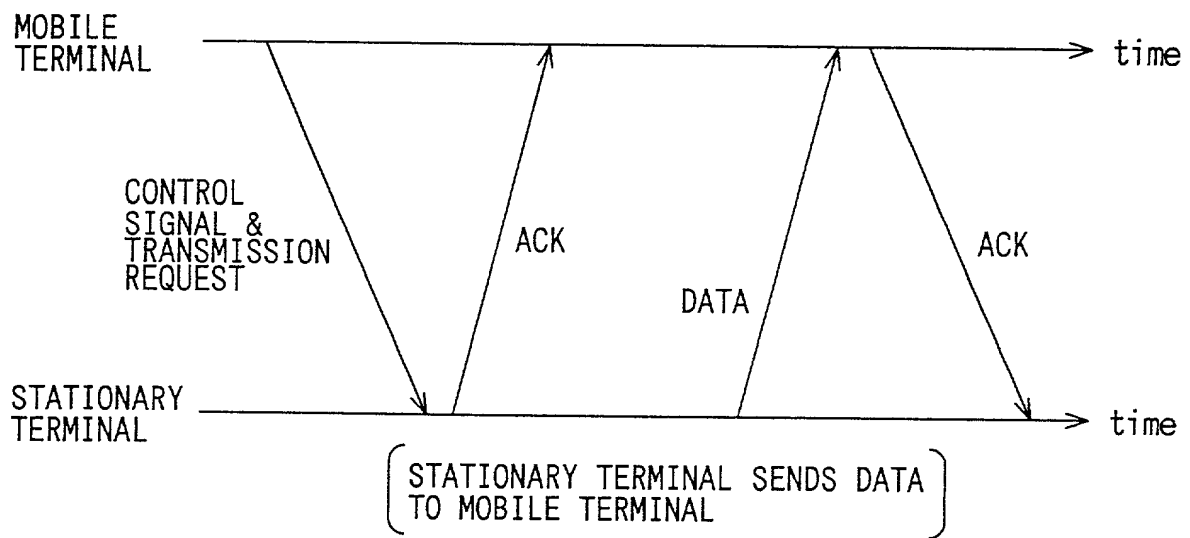 MOBILE
TERMINAL
time
CONTROL
SIGNAL &
TRANSMISSION
REQUEST
ACK
DATA
ACK
STATIONARY
TERMINAL
time
STATIONARY TERMINAL SENDS DATA
TO MOBILE TERMINAL